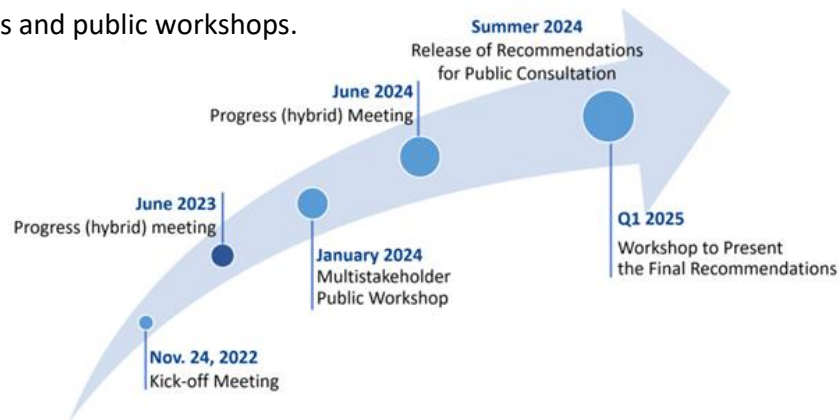 s and public workshops.
Summer 2024
Release of Recommendations
for Public Consultation
June 2024
Progress (hybrid) Meeting
June 2023
Progress (hybrid) meeting
Q1 2025
Workshop to Present
the Final Recommendations
January 2024
Multistakeholder
Public Workshop
Nov. 24, 2022
Kick-off Meeting